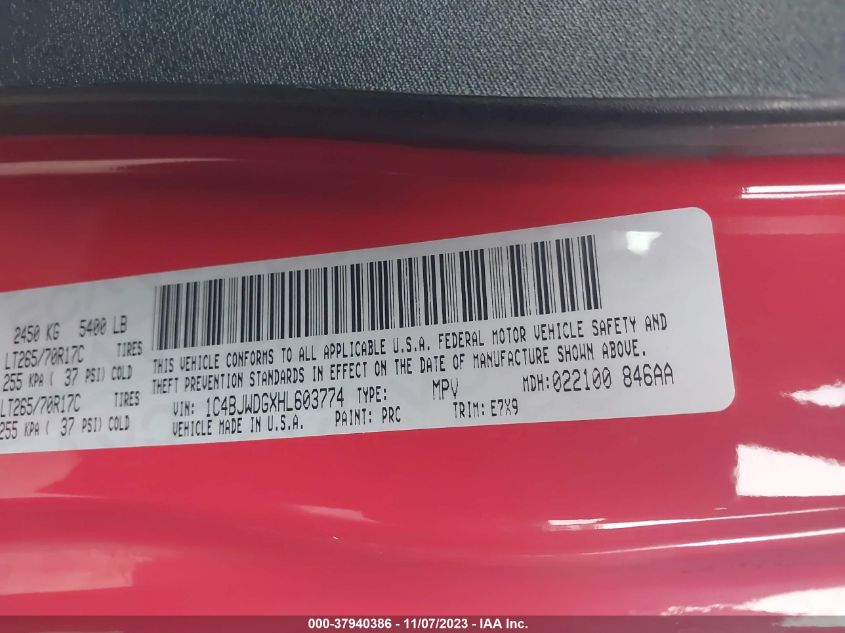 2450 KG 5400 LB
LT265/70R17C TIRES
255 KPA ( 37 PSI) COLD
LT265/70R17C TIRES
255 KPA ( 37 PSI) COLD
THIS VEHICLE CONFORMS TO ALL APPLICABLE U.S.A. FEDERAL MOTOR VEHICLE SAFETY AND
THEFT PREVENTION STANDARDS IN EFFECT ON THE DATE OF MANUFACTURE SHOWN ABOVE.
VIN: 1C4BJWDGXHL603774 TYPE: MPV MDH: 022100 846AA
VEHICLE MADE IN U.S.A. PAINT: PRC TRIM: E7X9
000-37940386 - 11/07/2023 - IAA Inc.